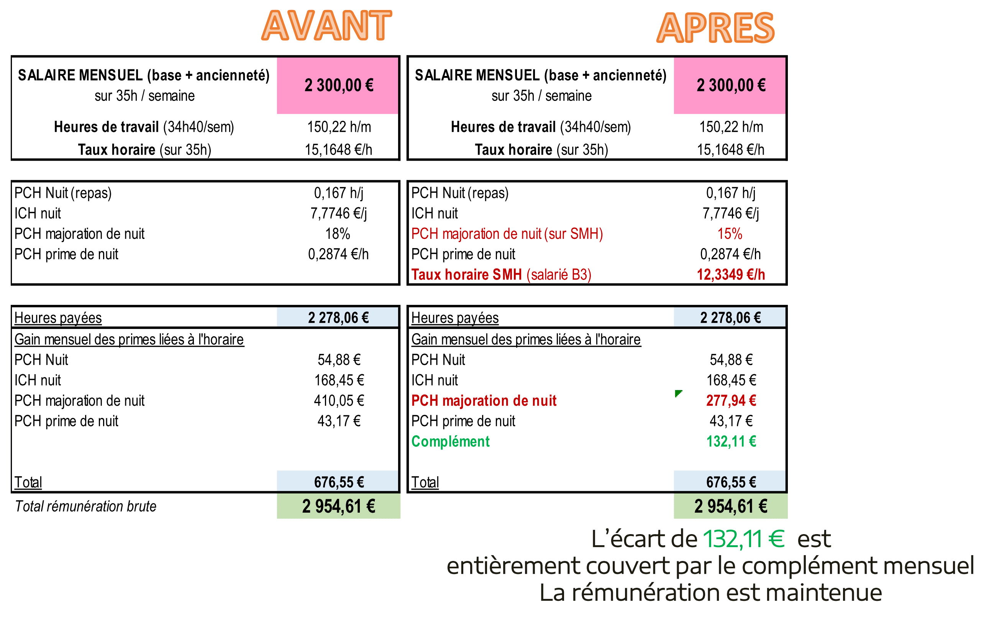 AVANT
APRES
SALAIRE MENSUEL (base + ancienneté)
sur 35h / semaine
2 300,00 €
Heures de travail (34h40/sem) 150,22 h/m
Taux horaire (sur 35h) 15,1648 €/h
PCH Nuit (repas) 0,167 h/j
ICH nuit 7,7746 €/j
PCH majoration de nuit 18%
PCH prime de nuit 0,2874 €/h
Heures payées 2 278,06 €
Gain mensuel des primes liées à l'horaire
PCH Nuit 54,88 €
ICH nuit 168,45 €
PCH majoration de nuit 410,05 €
PCH prime de nuit 43,17 €
Total 676,55 €
Total rémunération brute 2 954,61 €
SALAIRE MENSUEL (base + ancienneté)
sur 35h / semaine
2 300,00 €
Heures de travail (34h40/sem) 150,22 h/m
Taux horaire (sur 35h) 15,1648 €/h
PCH Nuit (repas) 0,167 h/j
ICH nuit 7,7746 €/j
PCH majoration de nuit (sur SMH) 15%
PCH prime de nuit 0,2874 €/h
Taux horaire SMH (salarié B3) 12,3349 €/h
Heures payées 2 278,06 €
Gain mensuel des primes liées à l'horaire
PCH Nuit 54,88 €
ICH nuit 168,45 €
PCH majoration de nuit 277,94 €
PCH prime de nuit 43,17 €
Complément 132,11 €
Total 676,55 €
2 954,61 €
L’écart de 132,11 € est
entièrement couvert par le complément mensuel
La rémunération est maintenue